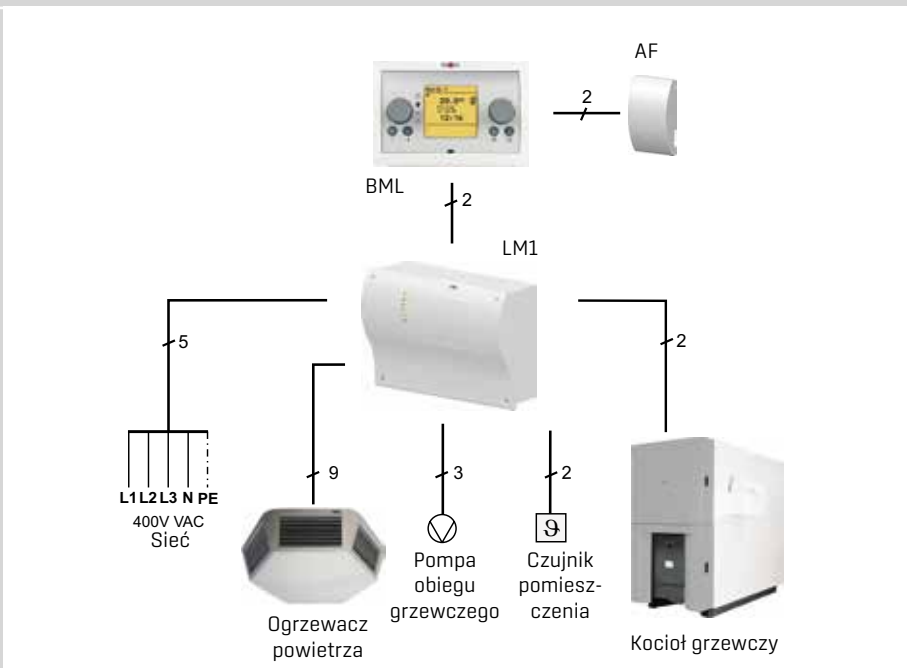 AF
2
BML
2
LM1
5
2
9
3
2
L1 L2 L3 N PE
400V VAC
Sieć
Ogrzewacz
powietrza
Pompa
obiegu
grzewczego
ϑ
Czujnik
pomiesz-
czenia
Kocioł grzewczy